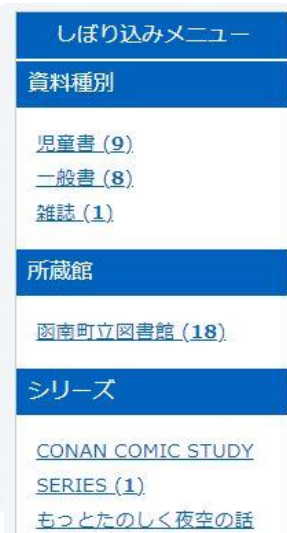 しぼり込みメニュー
資料種別
児童書 (9)
一般書 (8)
雑誌 (1)
所蔵館
函南町立図書館 (18)
シリーズ
CONAN COMIC STUDY
SERIES (1)
もっとたのしく夜空の話